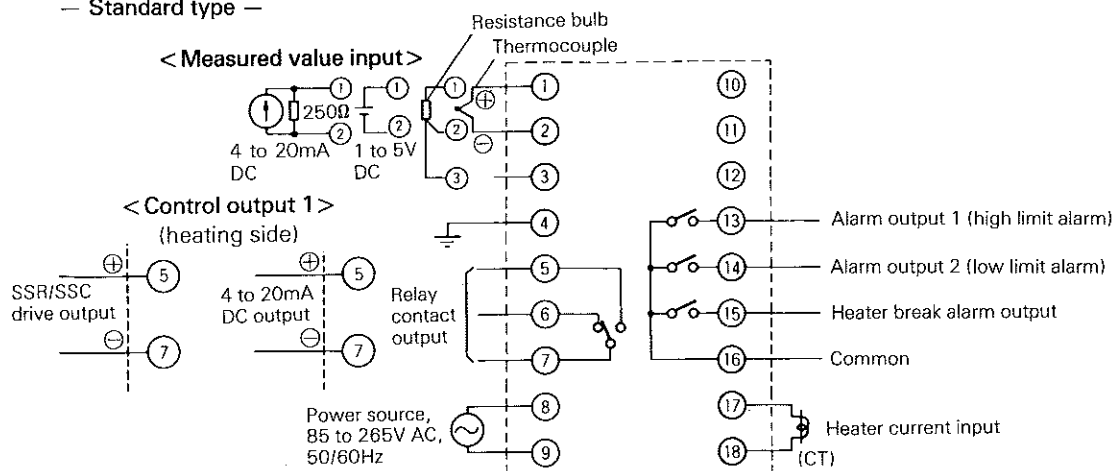 — Standard type —
Resistance bulb
Thermocouple
<Measured value input>
1
2
250Ω
4 to 20mA
DC
1
2
1 to 5V
DC
1
2
3
⊕
⊖
1
2
3
4
5
6
7
8
9
10
11
12
13
14
15
16
17
18
<Control output 1>
(heating side)
⊕
5
SSR/SSC
drive output
⊖
7
⊕
5
4 to 20mA
DC output
⊖
7
Relay
contact
output
Power source,
85 to 265V AC,
50/60Hz
Alarm output 1 (high limit alarm)
Alarm output 2 (low limit alarm)
Heater break alarm output
Common
Heater current input
(CT)